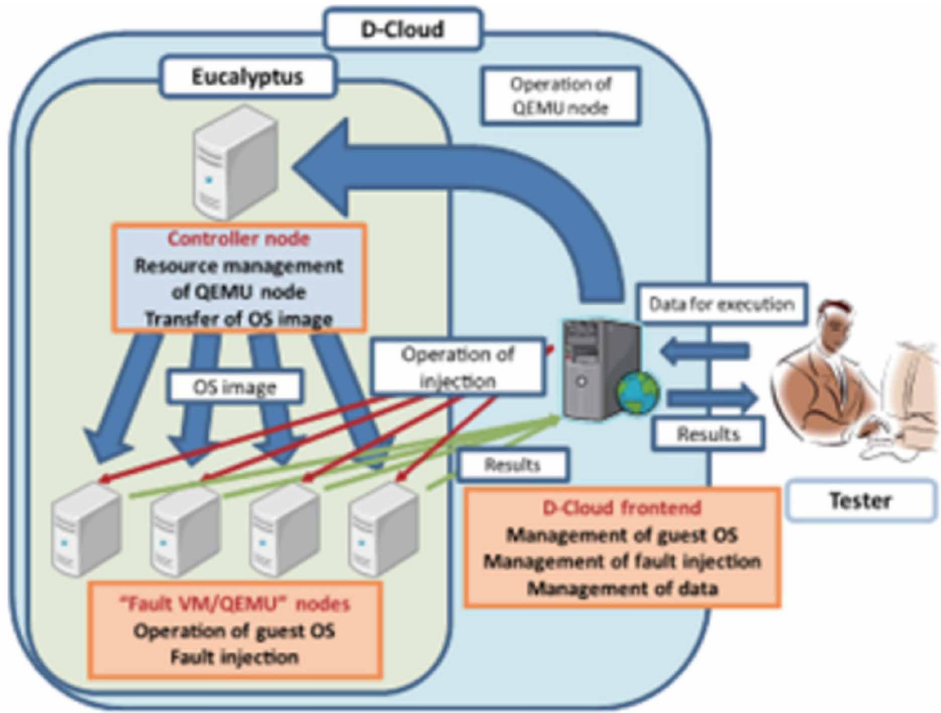 D-Cloud
Eucalyptus
Operation of
QEMU node
Controller node
Resource management
of QEMU node
Transfer of OS image
Data for execution
Operation of
injection
OS image
Results
Results
Tester
D-Cloud frontend
Management of guest OS
Management of fault injection
Management of data
"Fault VM/QEMU" nodes
Operation of guest OS
Fault injection